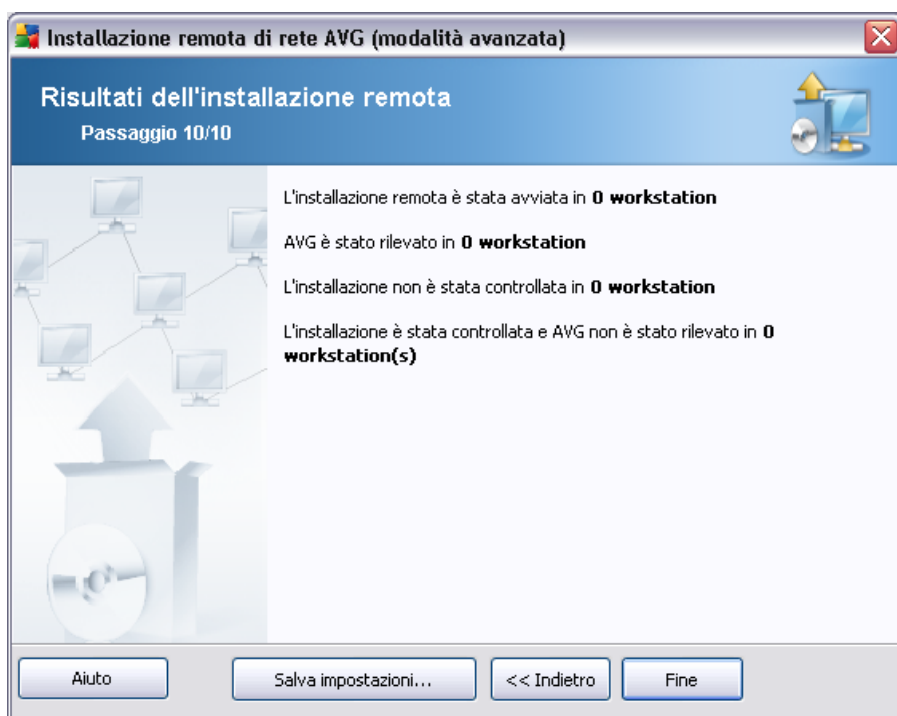 Installazione remota di rete AVG (modalità avanzata)
Risultati dell'installazione remota
Passaggio 10/10
L'installazione remota è stata avviata in 0 workstation
AVG è stato rilevato in 0 workstation
L'installazione non è stata controllata in 0 workstation
L'installazione è stata controllata e AVG non è stato rilevato in 0
workstation(s)
Aiuto
Salva impostazioni...
<< Indietro
Fine